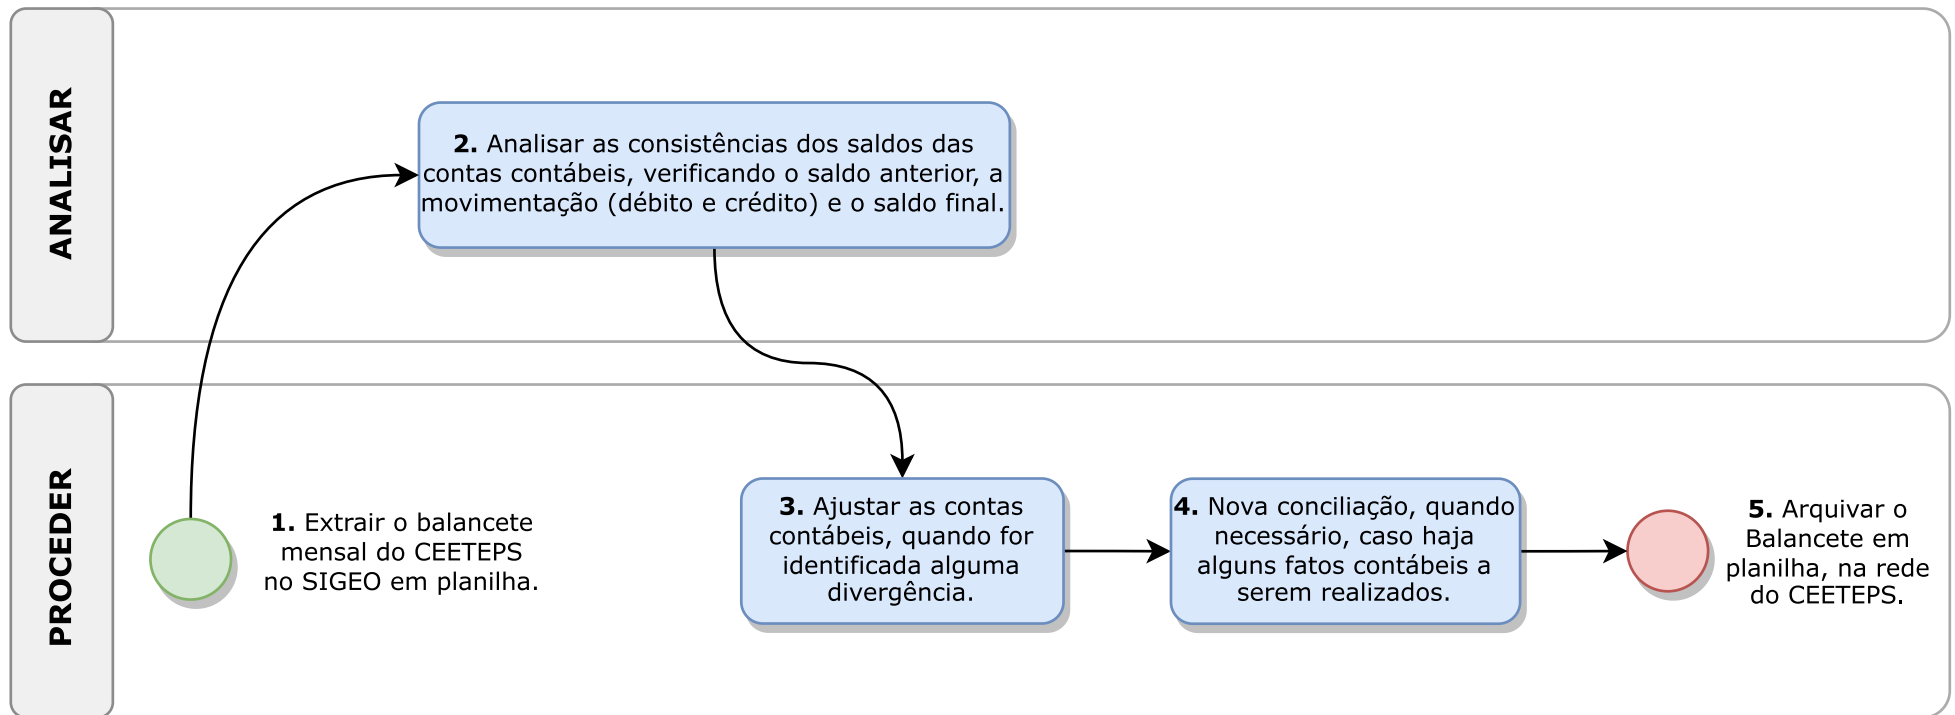 ANALISAR
2. Analisar as consistências dos saldos das
contas contábeis, verificando o saldo anterior, a
movimentação (débito e crédito) e o saldo final.
PROCEDER
1. Extrair o balancete
mensal do CEETEPS
no SIGEO em planilha.
3. Ajustar as contas
contábeis, quando for
identificada alguma
divergência.
4. Nova conciliação, quando
necessário, caso haja
alguns fatos contábeis a
serem realizados.
5. Arquivar o
Balancete em
planilha, na rede
do CEETEPS.